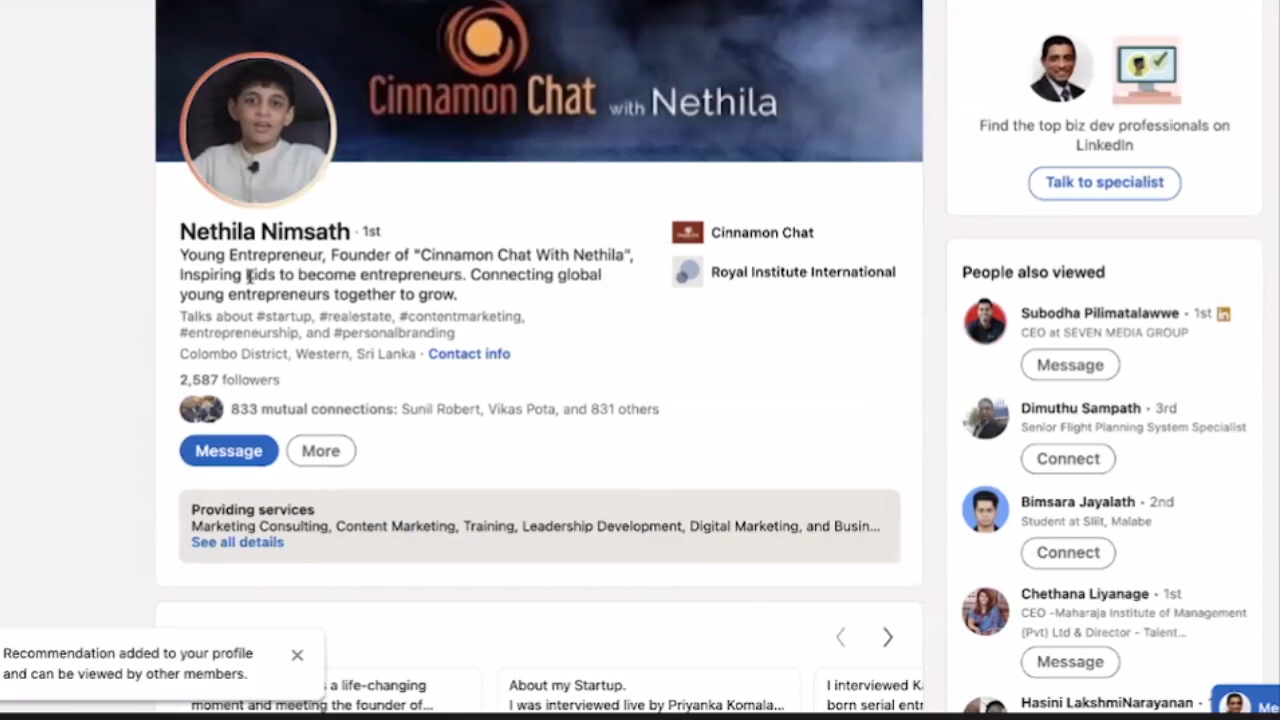 Cinnamon Chat with Nethila
Nethila Nimsath · 1st
Young Entrepreneur, Founder of "Cinnamon Chat With Nethila",
Inspiring kids to become entrepreneurs. Connecting global
young entrepreneurs together to grow.
Talks about #startup, #realestate, #contentmarketing,
#entrepreneurship, and #personalbranding
Colombo District, Western, Sri Lanka · Contact info
2,587 followers
833 mutual connections: Sunil Robert, Vikas Pota, and 831 others
Message
More
Cinnamon Chat
Royal Institute International
Providing services
Marketing Consulting, Content Marketing, Training, Leadership Development, Digital Marketing, and Busin...
See all details
Recommendation added to your profile
and can be viewed by other members.
a life-changing
moment and meeting the founder of...
About my Startup.
I was interviewed live by Priyanka Komala...
I interviewed K
born serial entr
Find the top biz dev professionals on
LinkedIn
Talk to specialist
People also viewed
Subodha Pilimatalawwe · 1st in
CEO at SEVEN MEDIA GROUP
Message
Dimuthu Sampath · 3rd
Senior Flight Planning System Specialist
Connect
Bimsara Jayalath · 2nd
Student at Sliit, Malabe
Connect
Chethana Liyanage · 1st
CEO -Maharaja Institute of Management
(Pvt) Ltd & Director - Talent...
Message
Hasini LakshmiNarayanan ·
Me